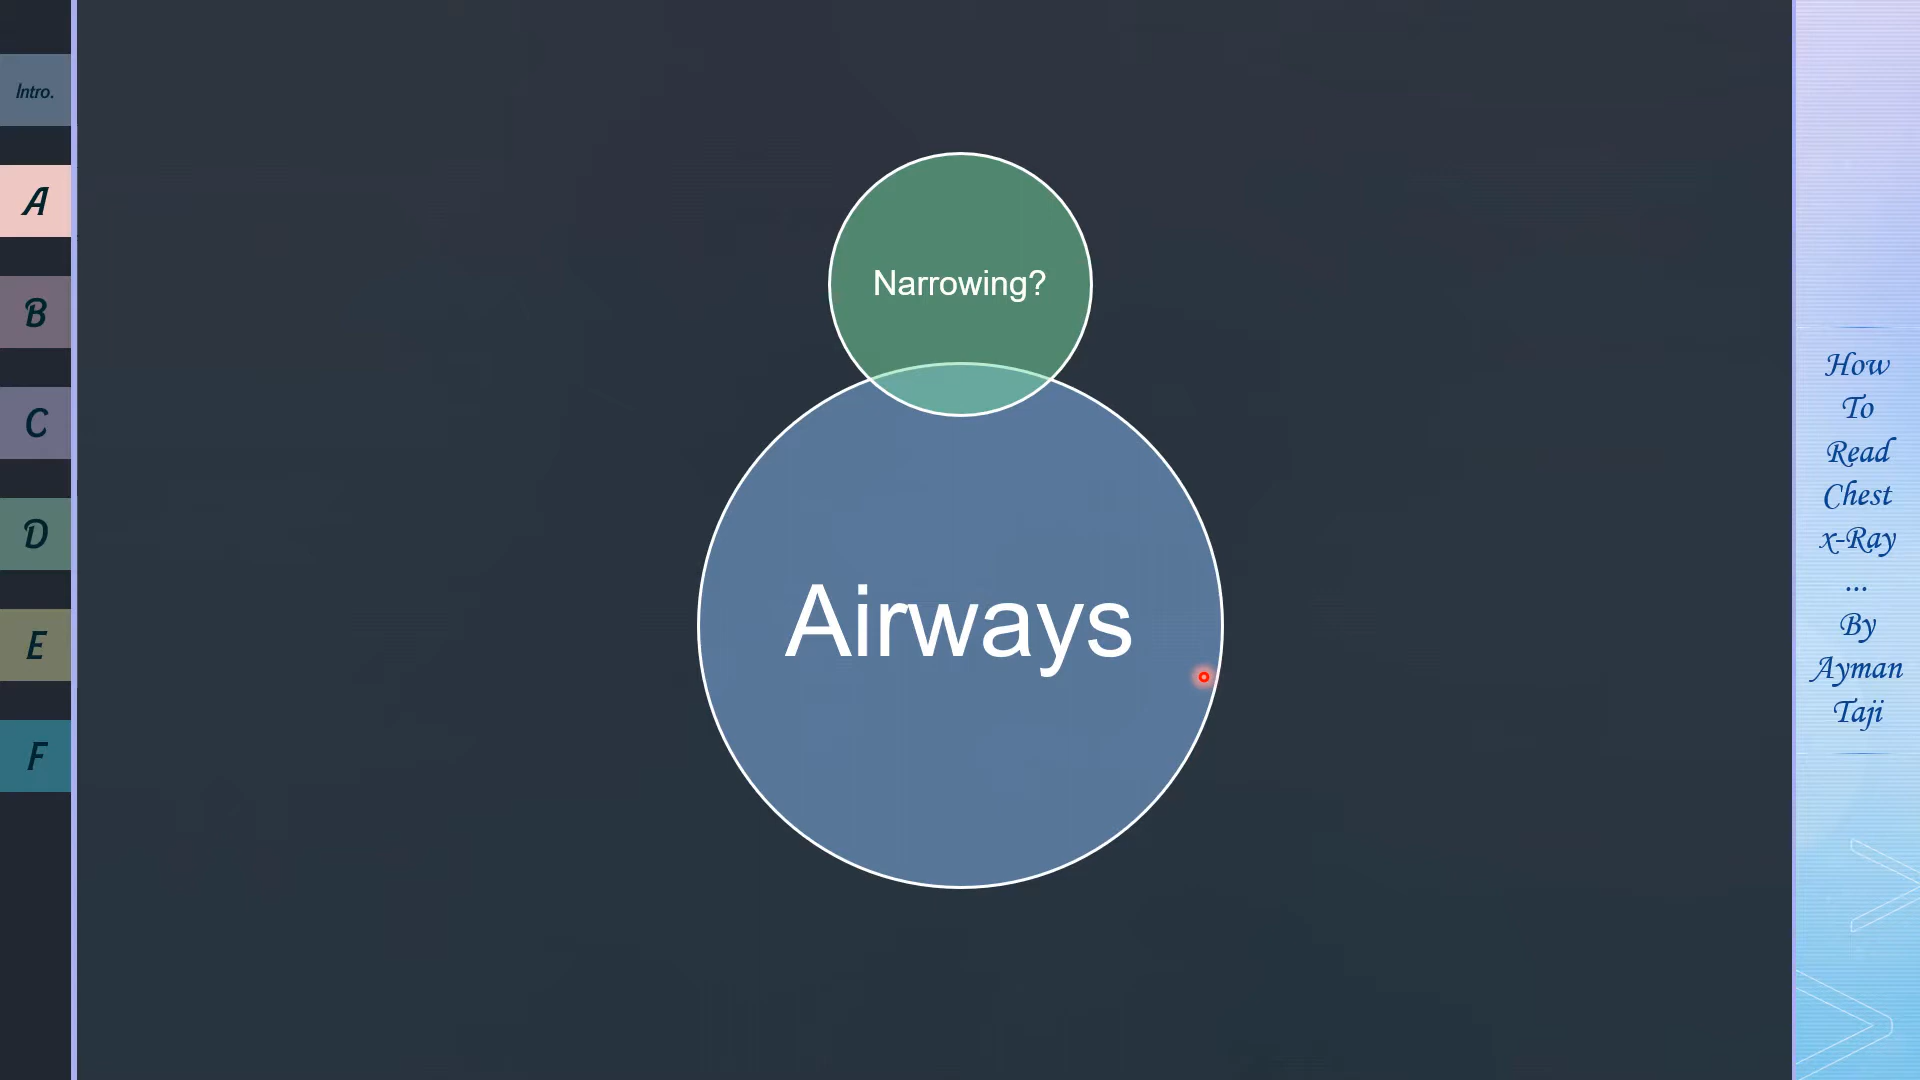 Intro.
A
B
C
D
E
F
Narrowing?
Airways
How
To
Read
Chest
x-Ray
...
By
Ayman
Taji